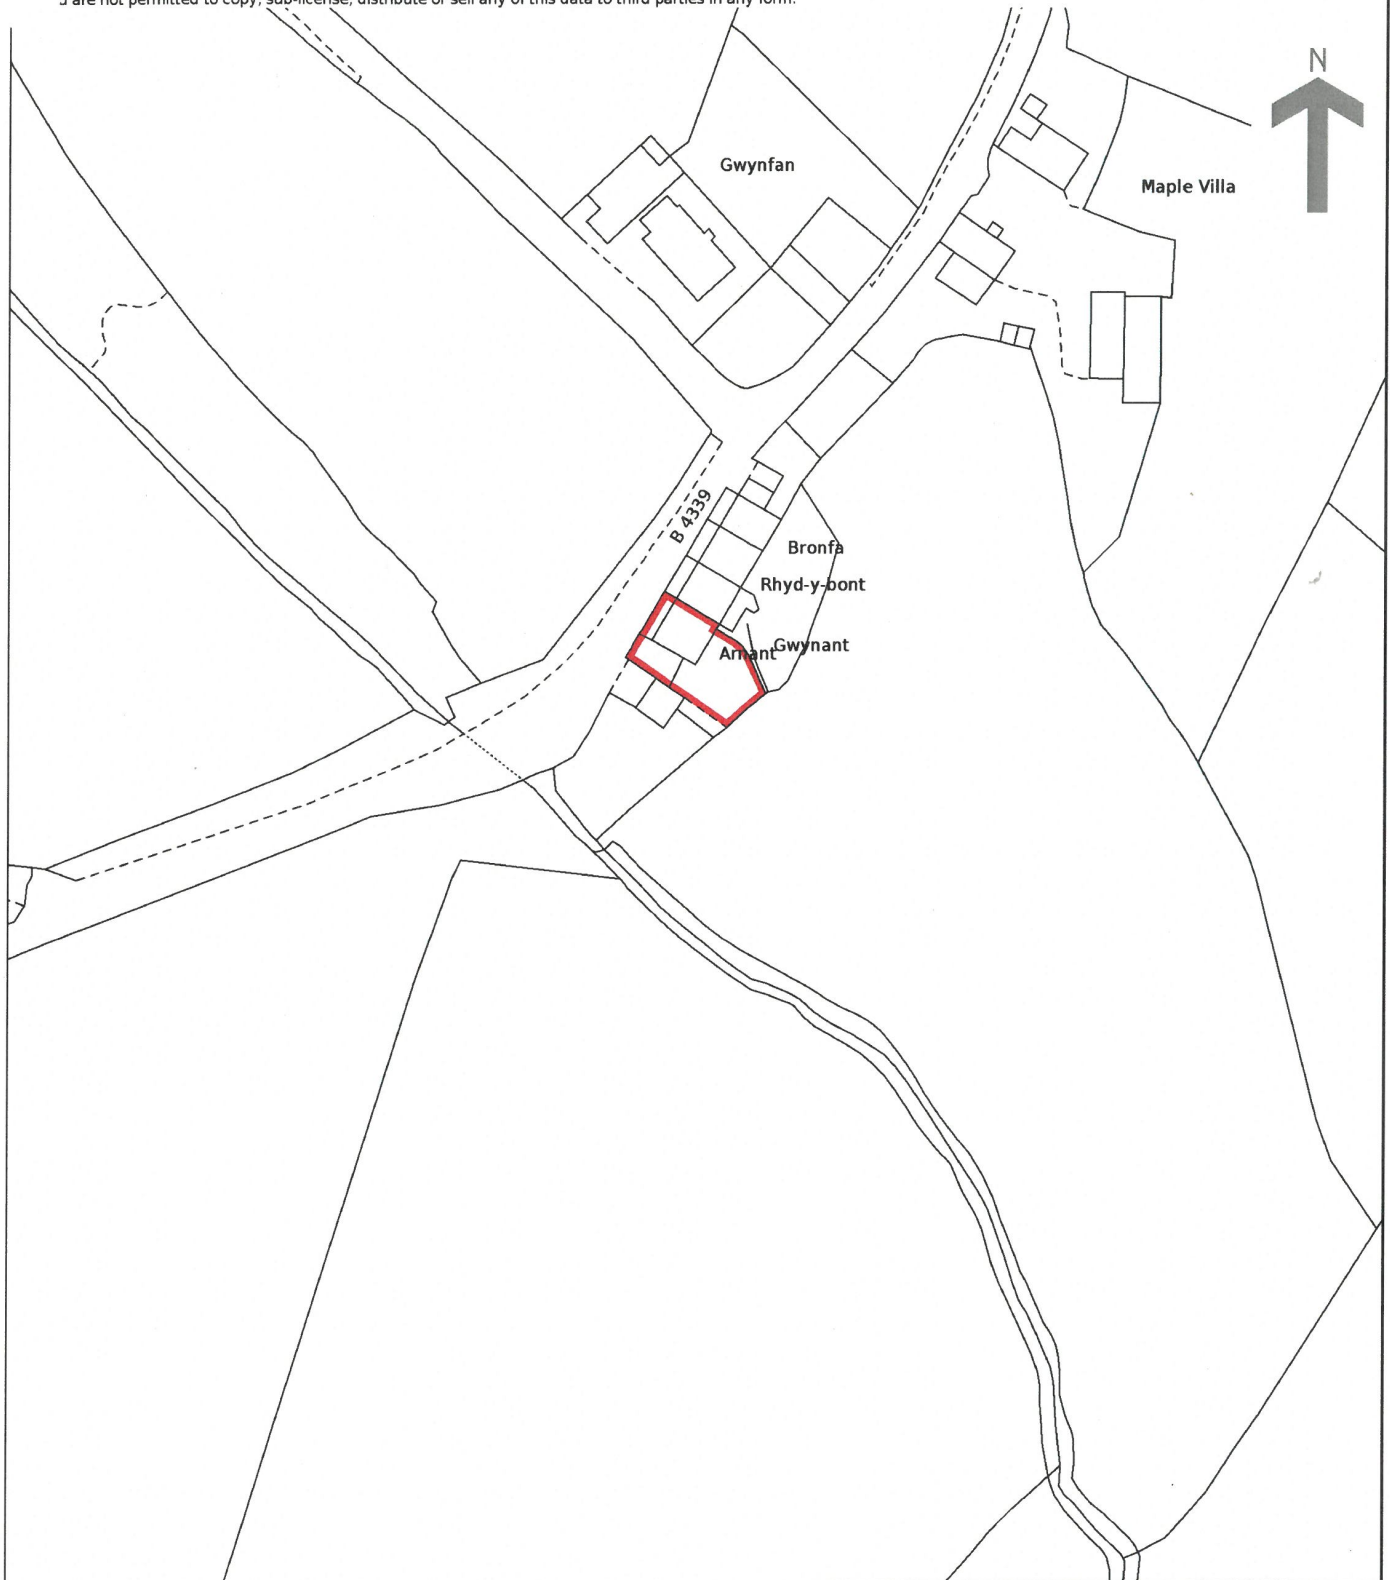 are not permitted to copy, sub-license, distribute or sell any of this data to third parties in any form.
N
Gwynfan
Maple Villa
B 4339
Bronfa
Rhyd-y-bont
Gwynant
Arnant